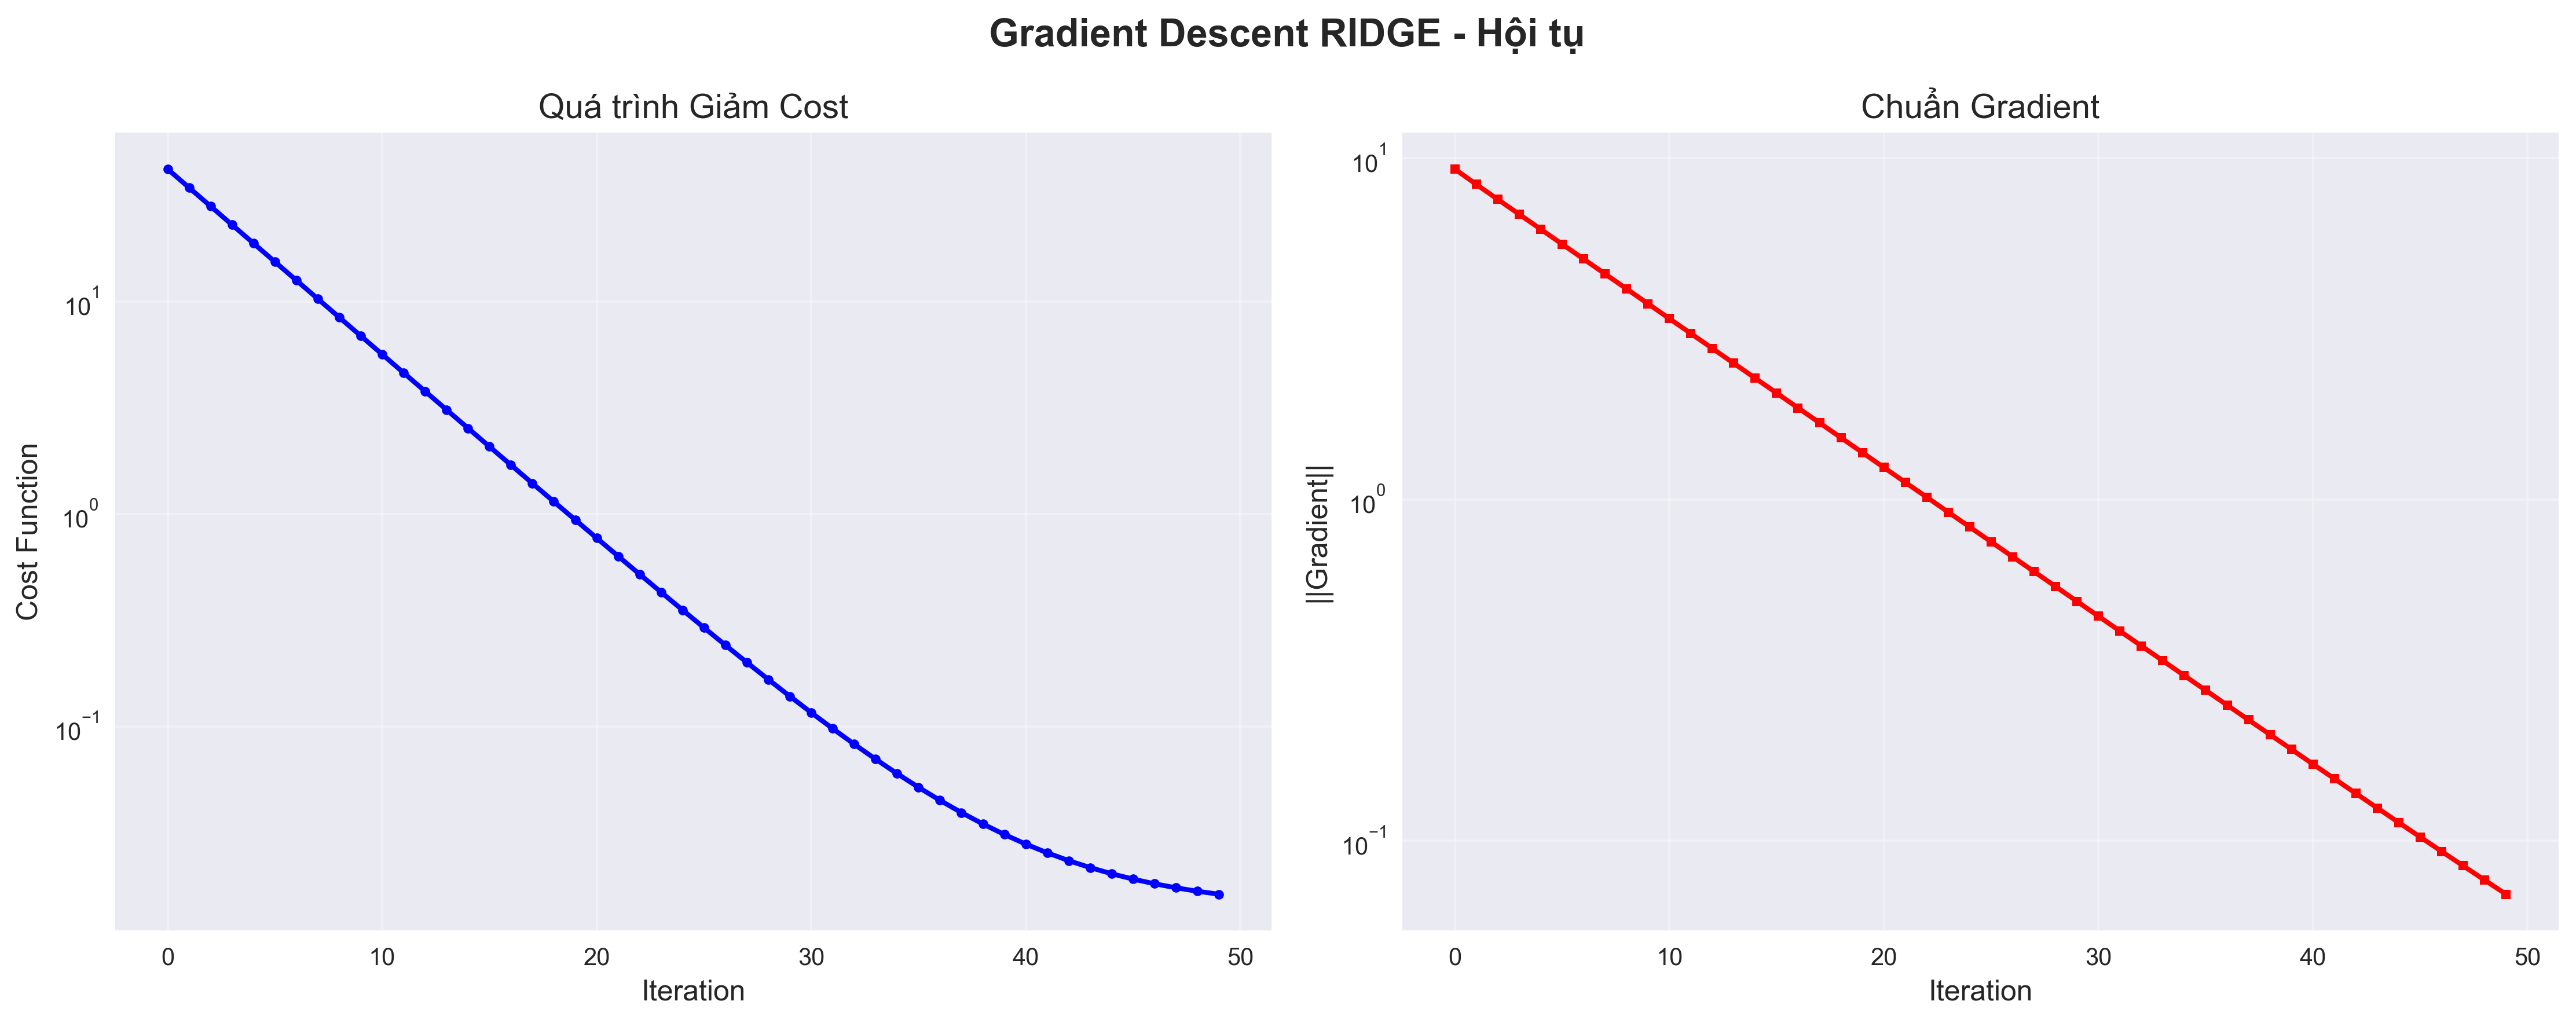 Gradient Descent RIDGE - Hội tụ
Quá trình Giảm Cost
Cost Function
10^1
10^0
10^−1
0 10 20 30 40 50
Iteration
Chuẩn Gradient
||Gradient||
10^1
10^0
10^−1
0 10 20 30 40 50
Iteration